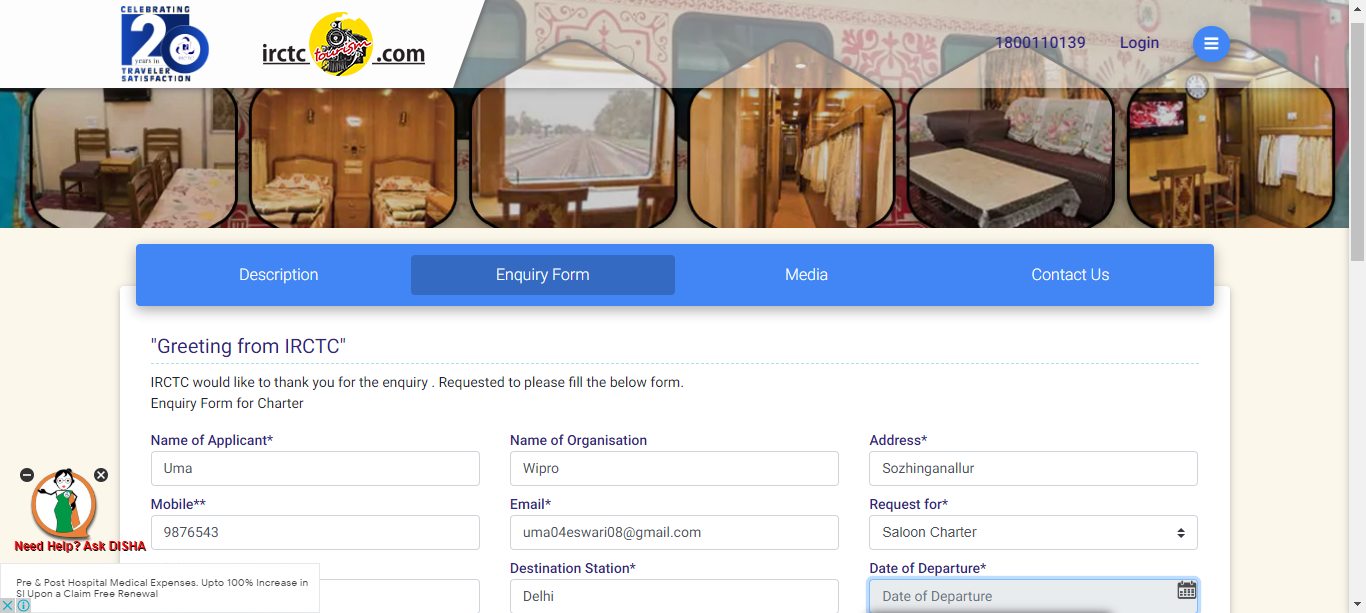 CELEBRATING
20
years in
TRAVELER
SATISFACTION
irctc tourism .com
1800110139 Login
Description Enquiry Form Media Contact Us
"Greeting from IRCTC"
IRCTC would like to thank you for the enquiry . Requested to please fill the below form.
Enquiry Form for Charter
Name of Applicant* Name of Organisation Address*
Uma Wipro Sozhinganallur
Mobile** Email* Request for*
9876543 uma04eswari08@gmail.com Saloon Charter
Destination Station* Date of Departure*
Delhi Date of Departure
Need Help? Ask DISHA
Pre & Post Hospital Medical Expenses. Upto 100% Increase in
SI Upon a Claim Free Renewal